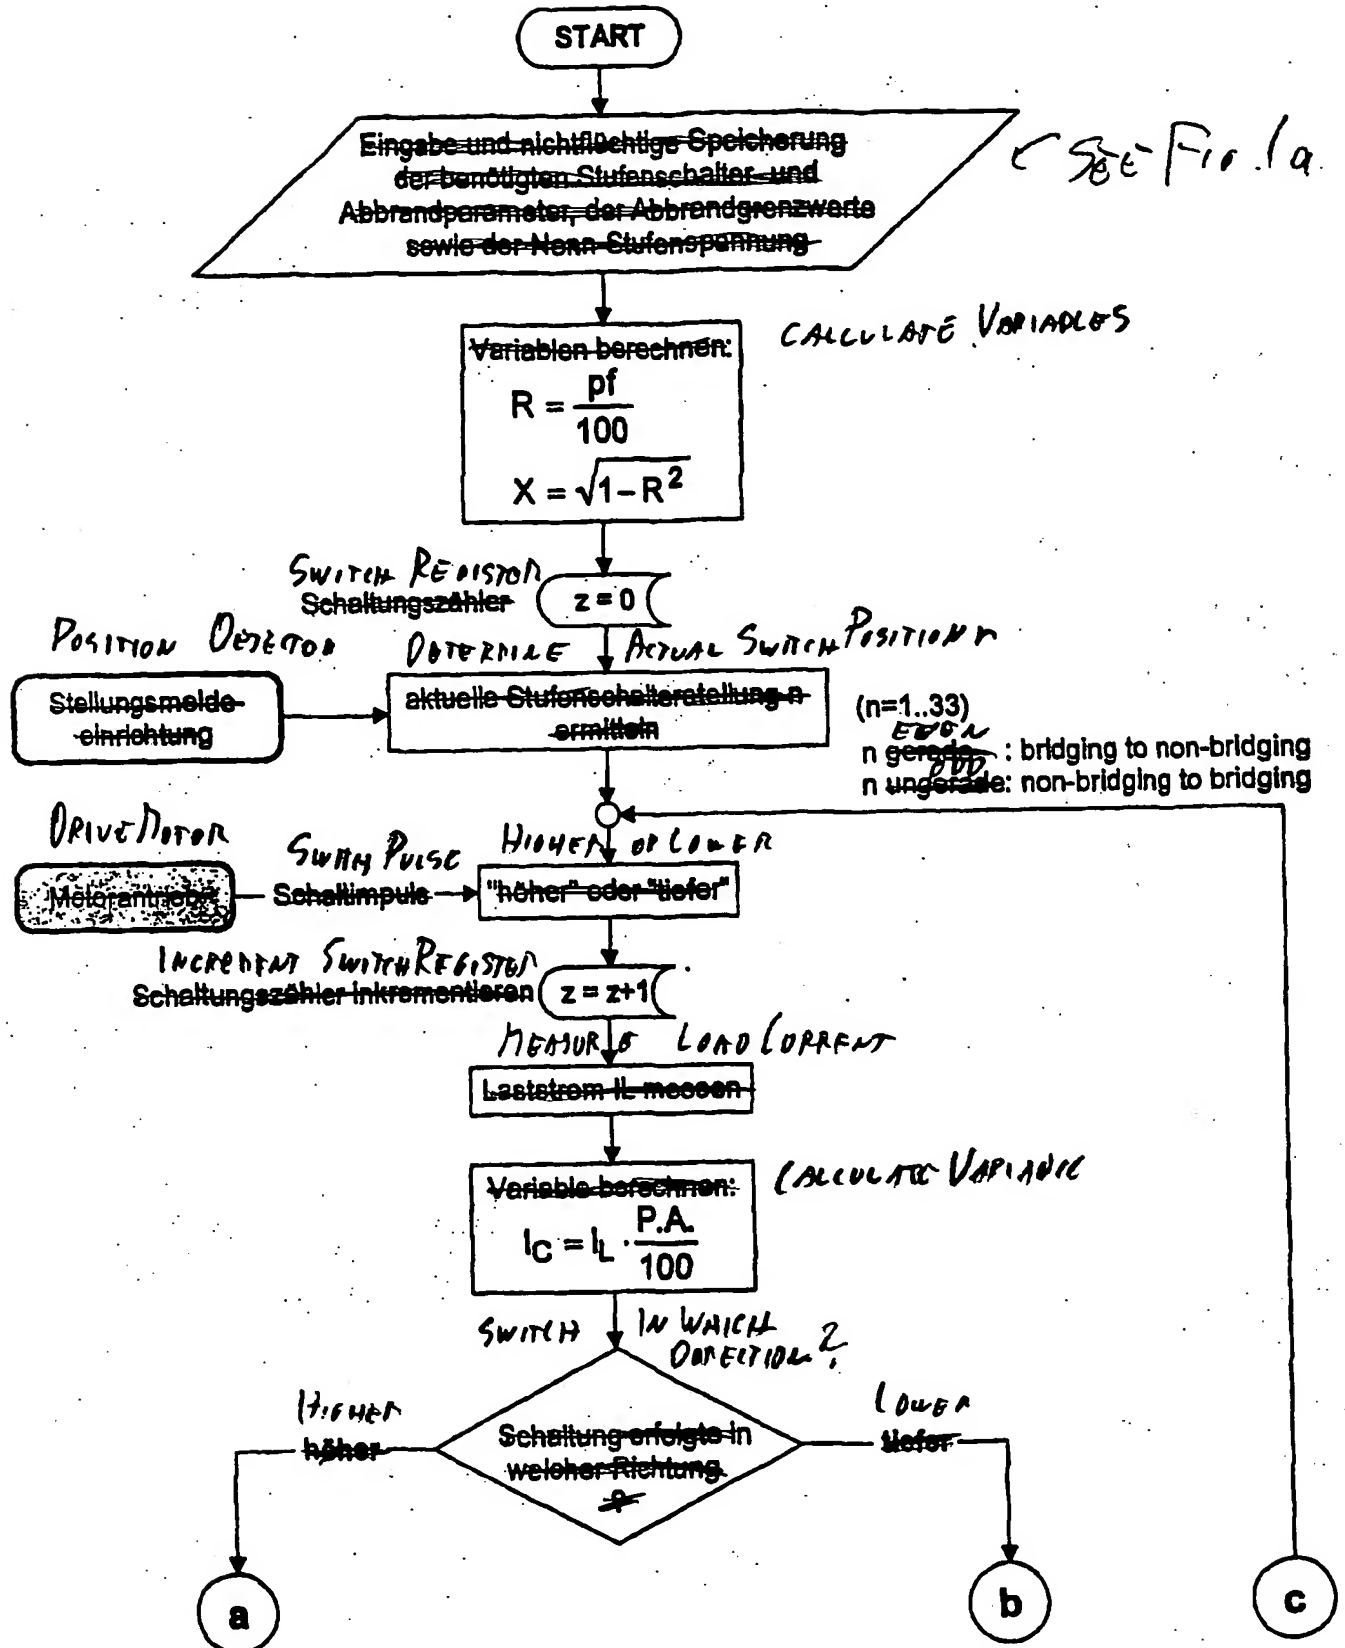 START
Eingabe und nichtflüchtige Speicherung
der benötigten Stufenschalter- und
Abbrandparameter, der Abbrandgrenzwerte
sowie der Nenn-Stufenspannung
< SEE FIG. 1a.
Variablen berechnen:
CALCULATE VARIABLES
R = pf / 100
X = √1–R²
SWITCH REGISTOR
Schaltungszähler
z = 0
POSITION DETECTOR
DETERMINE ACTUAL SWITCH POSITION n
Stellungsmelde-
einrichtung
aktuelle Stufenschalterstellung n
ermitteln
(n=1..33)
EVEN
n gerade : bridging to non-bridging
ODD
n ungerade: non-bridging to bridging
DRIVE MOTOR
SWITCH PULSE
HIGHER OR LOWER
Motorantrieb
Schaltimpuls
"höher" oder "tiefer"
INCREMENT SWITCH REGISTER
Schaltungszähler inkrementieren
z = z+1
MEASURE LOAD CURRENT
Laststrom IL messen
Variable berechnen:
CALCULATE VARIABLE
I_C = I_L · P.A. / 100
SWITCH IN WHICH
DIRECTION?
HIGHER
höher
Schaltung erfolgte in
welcher Richtung
?
LOWER
tiefer
a
b
c